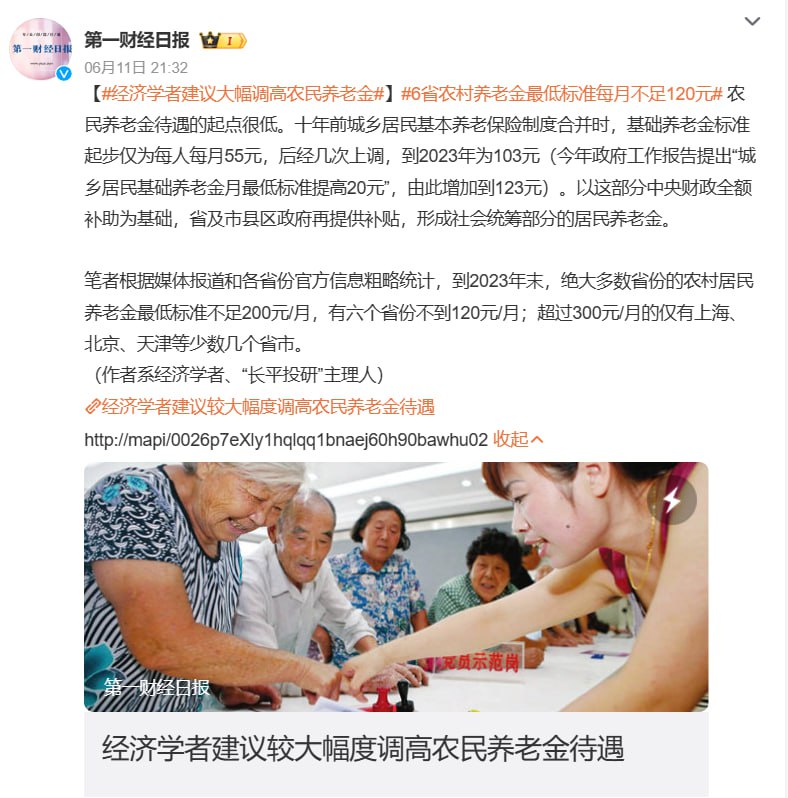 第一财经日报
第一财经日报
06月11日 21:32
【#经济学者建议大幅调高农民养老金#】#6省农村养老金最低标准每月不足120元# 农
民养老金待遇的起点很低。十年前城乡居民基本养老保险制度合并时，基础养老金标准
起步仅为每人每月55元，后经几次上调，到2023年为103元（今年政府工作报告提出“城
乡居民基础养老金月最低标准提高20元”，由此增加到123元）。以这部分中央财政全额
补助为基础，省及市县区政府再提供补贴，形成社会统筹部分的居民养老金。
笔者根据媒体报道和各省份官方信息粗略统计，到2023年末，绝大多数省份的农村居民
养老金最低标准不足200元/月，有六个省份不到120元/月；超过300元/月的仅有上海、
北京、天津等少数几个省市。
（作者系经济学者、“长平投研”主理人）
经济学者建议较大幅度调高农民养老金待遇
http://mapi/0026p7eXly1hqlqq1bnaej60h90bawhu02 收起
党员示范岗
第一财经日报
经济学者建议较大幅度调高农民养老金待遇